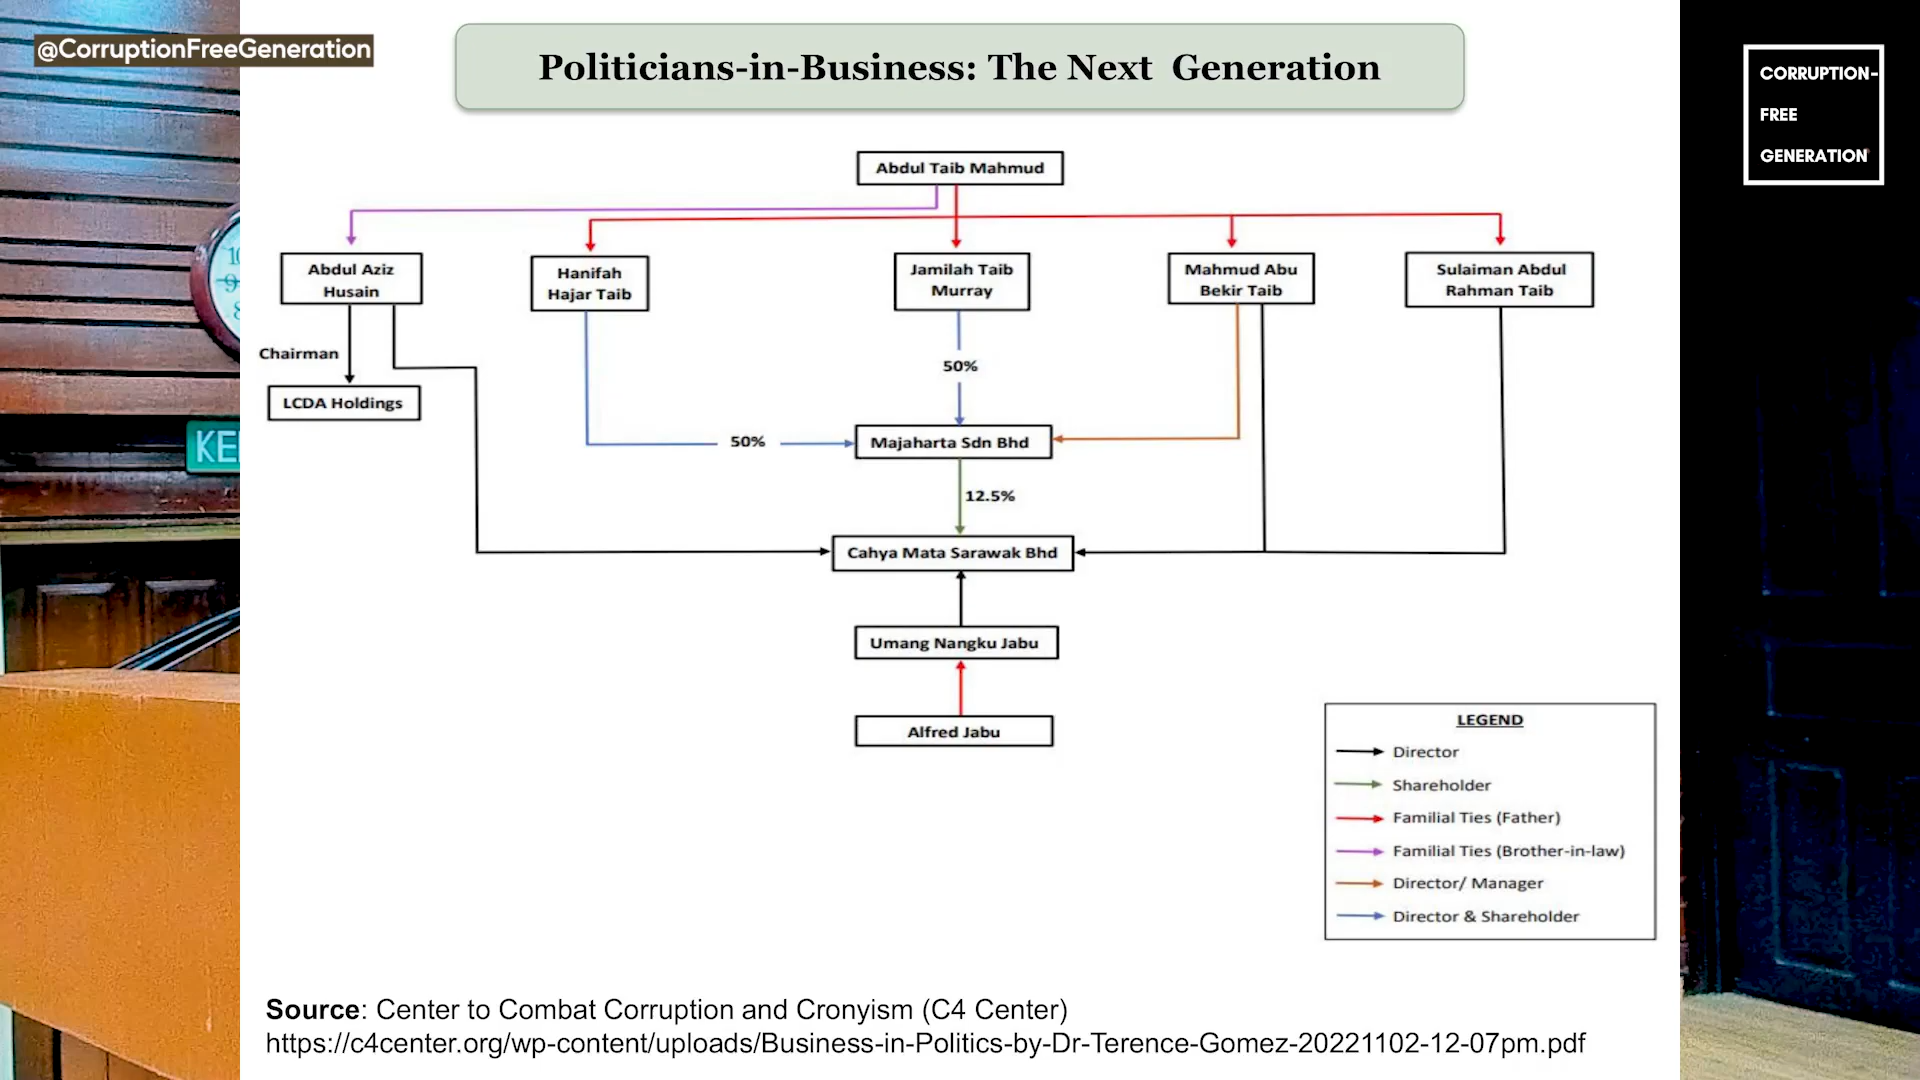 @CorruptionFreeGeneration
Politicians-in-Business: The Next Generation
CORRUPTION-
FREE
GENERATION
Abdul Taib Mahmud
Abdul Aziz
Husain
Hanifah
Hajar Taib
Jamilah Taib
Murray
Mahmud Abu
Bekir Taib
Sulaiman Abdul
Rahman Taib
Chairman
50%
LCDA Holdings
50%
Majaharta Sdn Bhd
12.5%
Cahya Mata Sarawak Bhd
Umang Nangku Jabu
Alfred Jabu
LEGEND
Director
Shareholder
Familial Ties (Father)
Familial Ties (Brother-in-law)
Director/ Manager
Director & Shareholder
Source: Center to Combat Corruption and Cronyism (C4 Center)
https://c4center.org/wp-content/uploads/Business-in-Politics-by-Dr-Terence-Gomez-20221102-12-07pm.pdf
10
9
8
KE